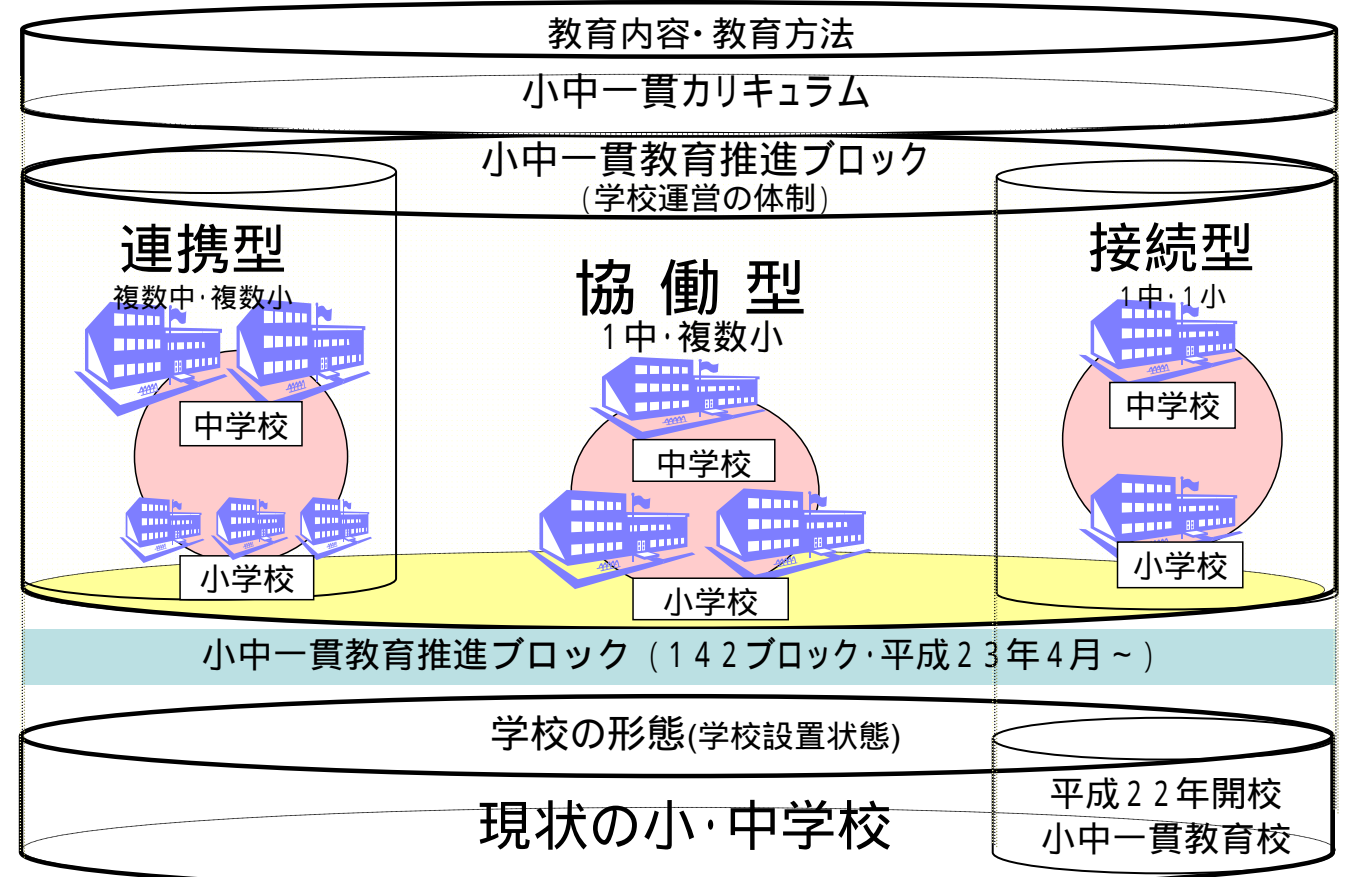 教育内容・教育方法
小中一貫カリキュラム
小中一貫教育推進ブロック
(学校運営の体制)
連携型
複数中・複数小
中学校
小学校
協働型
1中・複数小
中学校
小学校
接続型
1中・1小
中学校
小学校
小中一貫教育推進ブロック(142ブロック・平成23年4月~)
学校の形態(学校設置状態)
現状の小・中学校
平成22年開校
小中一貫教育校